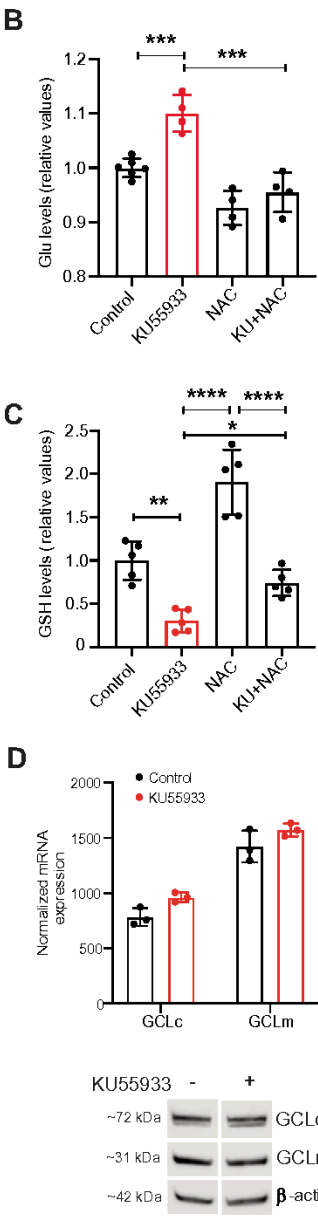 B
***
***
Glu levels (relative values)
1.2
1.1
1.0
0.9
0.8
Control
KU55933
NAC
KU+NAC
C
**** ****
*
**
GSH levels (relative values)
2.5
2.0
1.5
1.0
0.5
0
Control
KU55933
NAC
KU+NAC
D
Control
KU55933
Normalized mRNA
expression
2000
1500
1000
500
0
GCLc GCLm
KU55933 - +
~72 kDa GCLc
~31 kDa GCLm
~42 kDa β-acti